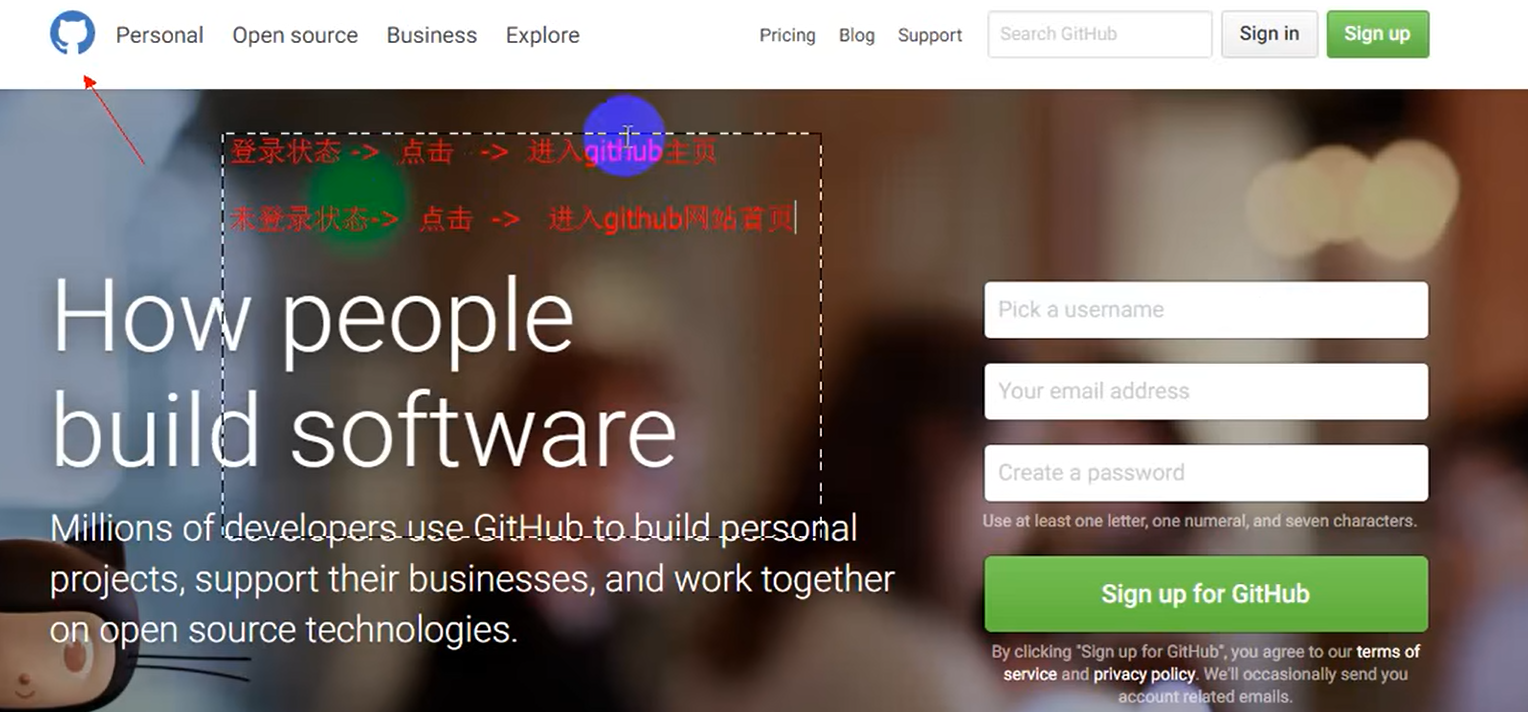 Personal Open source Business Explore Pricing Blog Support Search GitHub Sign in Sign up
登录状态 -> 点击 -> 进入github主页
未登录状态-> 点击 -> 进入github网站首页
How people
build software
Millions of developers use GitHub to build personal
projects, support their businesses, and work together
on open source technologies.
Pick a username
Your email address
Create a password
Use at least one letter, one numeral, and seven characters.
Sign up for GitHub
By clicking "Sign up for GitHub", you agree to our terms of
service and privacy policy. We'll occasionally send you
account related emails.